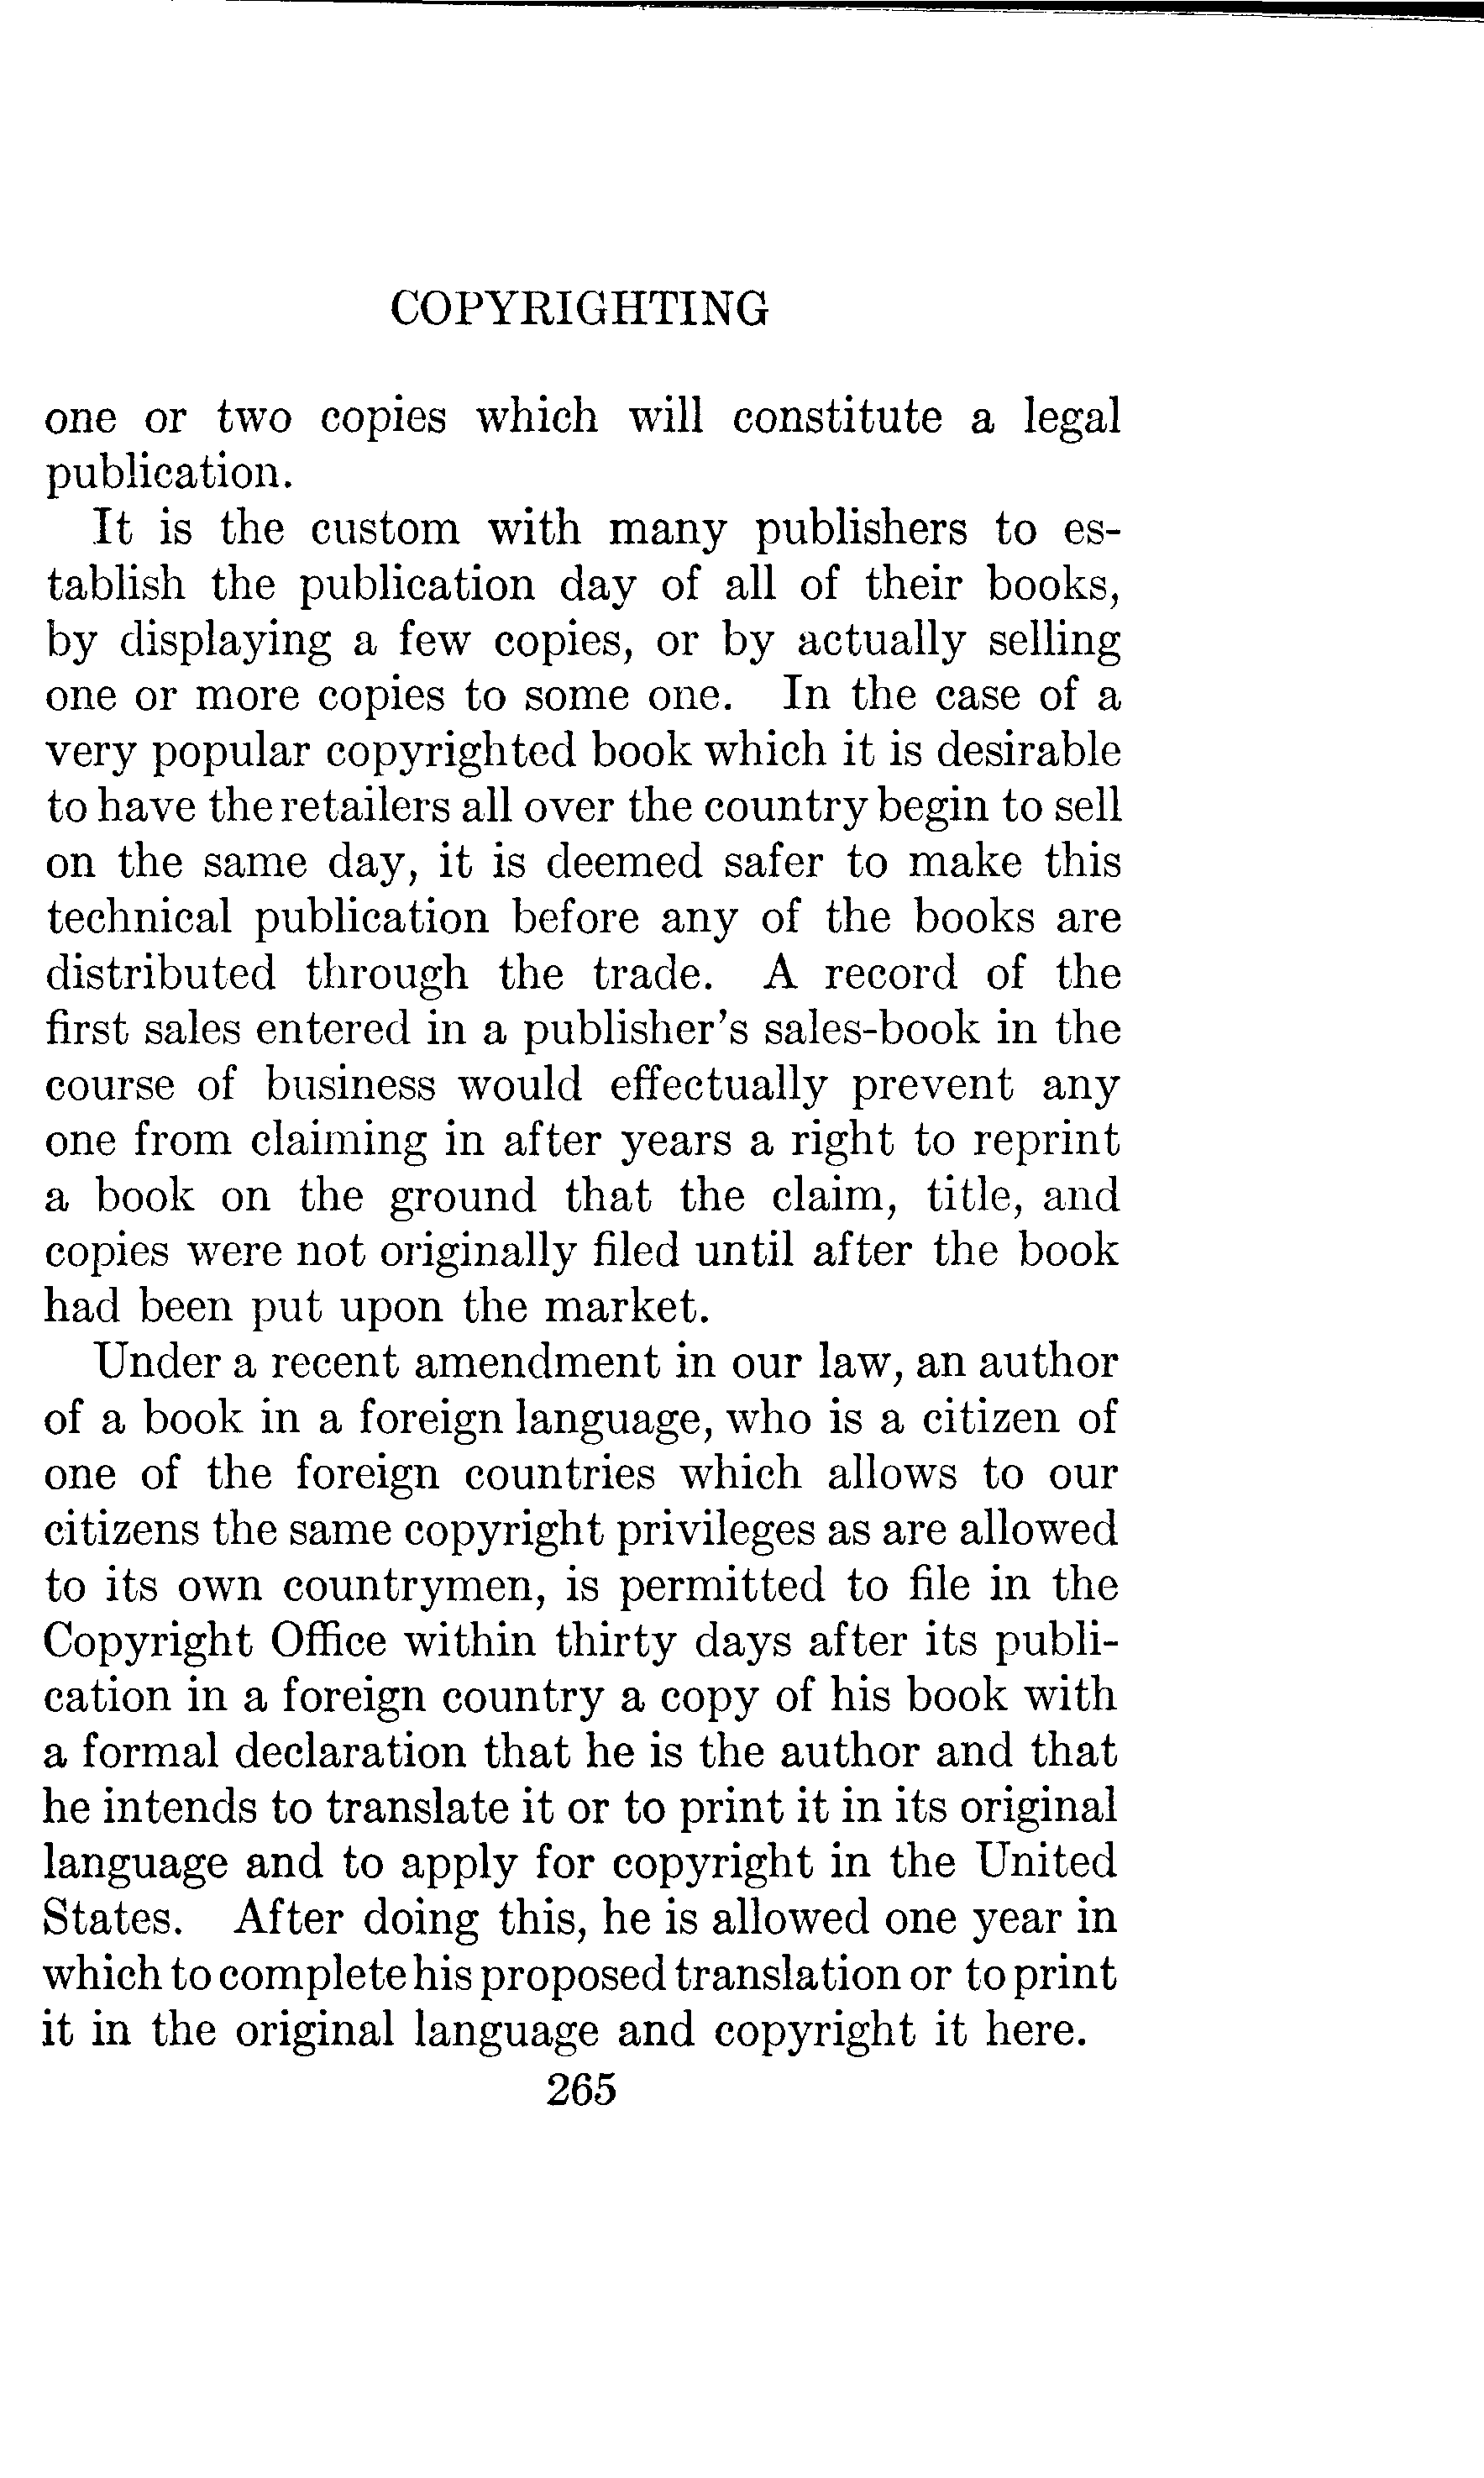 COPYRIGHTING
one or two copies which will constitute a legal
publication.
It is the custom with many publishers to es-
tablish the publication day of all of their books,
by displaying a few copies, or by actually selling
one or more copies to some one. In the case of a
very popular copyrighted book which it is desirable
to have the retailers all over the country begin to sell
on the same day, it is deemed safer to make this
technical publication before any of the books are
distributed through the trade. A record of the
first sales entered in a publisher's sales-book in the
course of business would effectually prevent any
one from claiming in after years a right to reprint
a book on the ground that the claim, title, and
copies were not originally filed until after the book
had been put upon the market.
Under a recent amendment in our law, an author
of a book in a foreign language, who is a citizen of
one of the foreign countries which allows to our
citizens the same copyright privileges as are allowed
to its own countrymen, is permitted to file in the
Copyright Office within thirty days after its publi-
cation in a foreign country a copy of his book with
a formal declaration that he is the author and that
he intends to translate it or to print it in its original
language and to apply for copyright in the United
States. After doing this, he is allowed one year in
which to complete his proposed translation or to print
it in the original language and copyright it here.
265